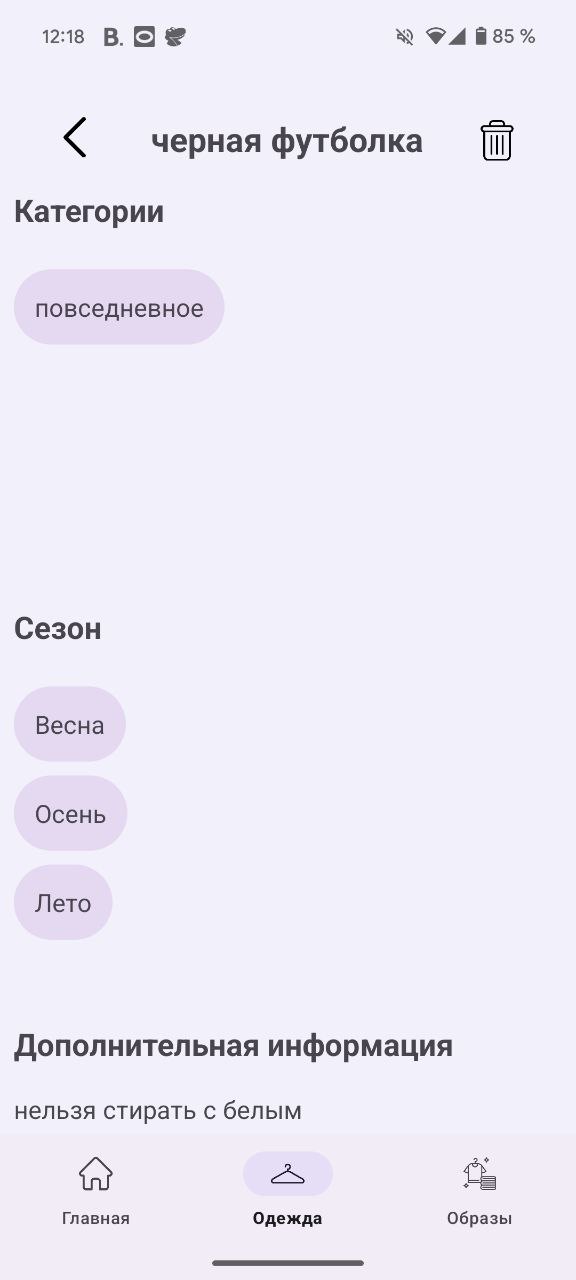 12:18 B. 85 %
черная футболка
Категории
повседневное
Сезон
Весна
Осень
Лето
Дополнительная информация
нельзя стирать с белым
Главная Одежда Образы